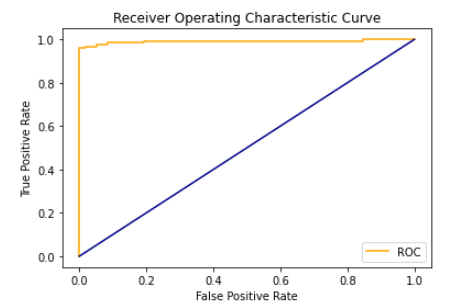 Receiver Operating Characteristic Curve
1.0
0.8
0.6
0.4
0.2
0.0
True Positive Rate
ROC
0.0 0.2 0.4 0.6 0.8 1.0
False Positive Rate